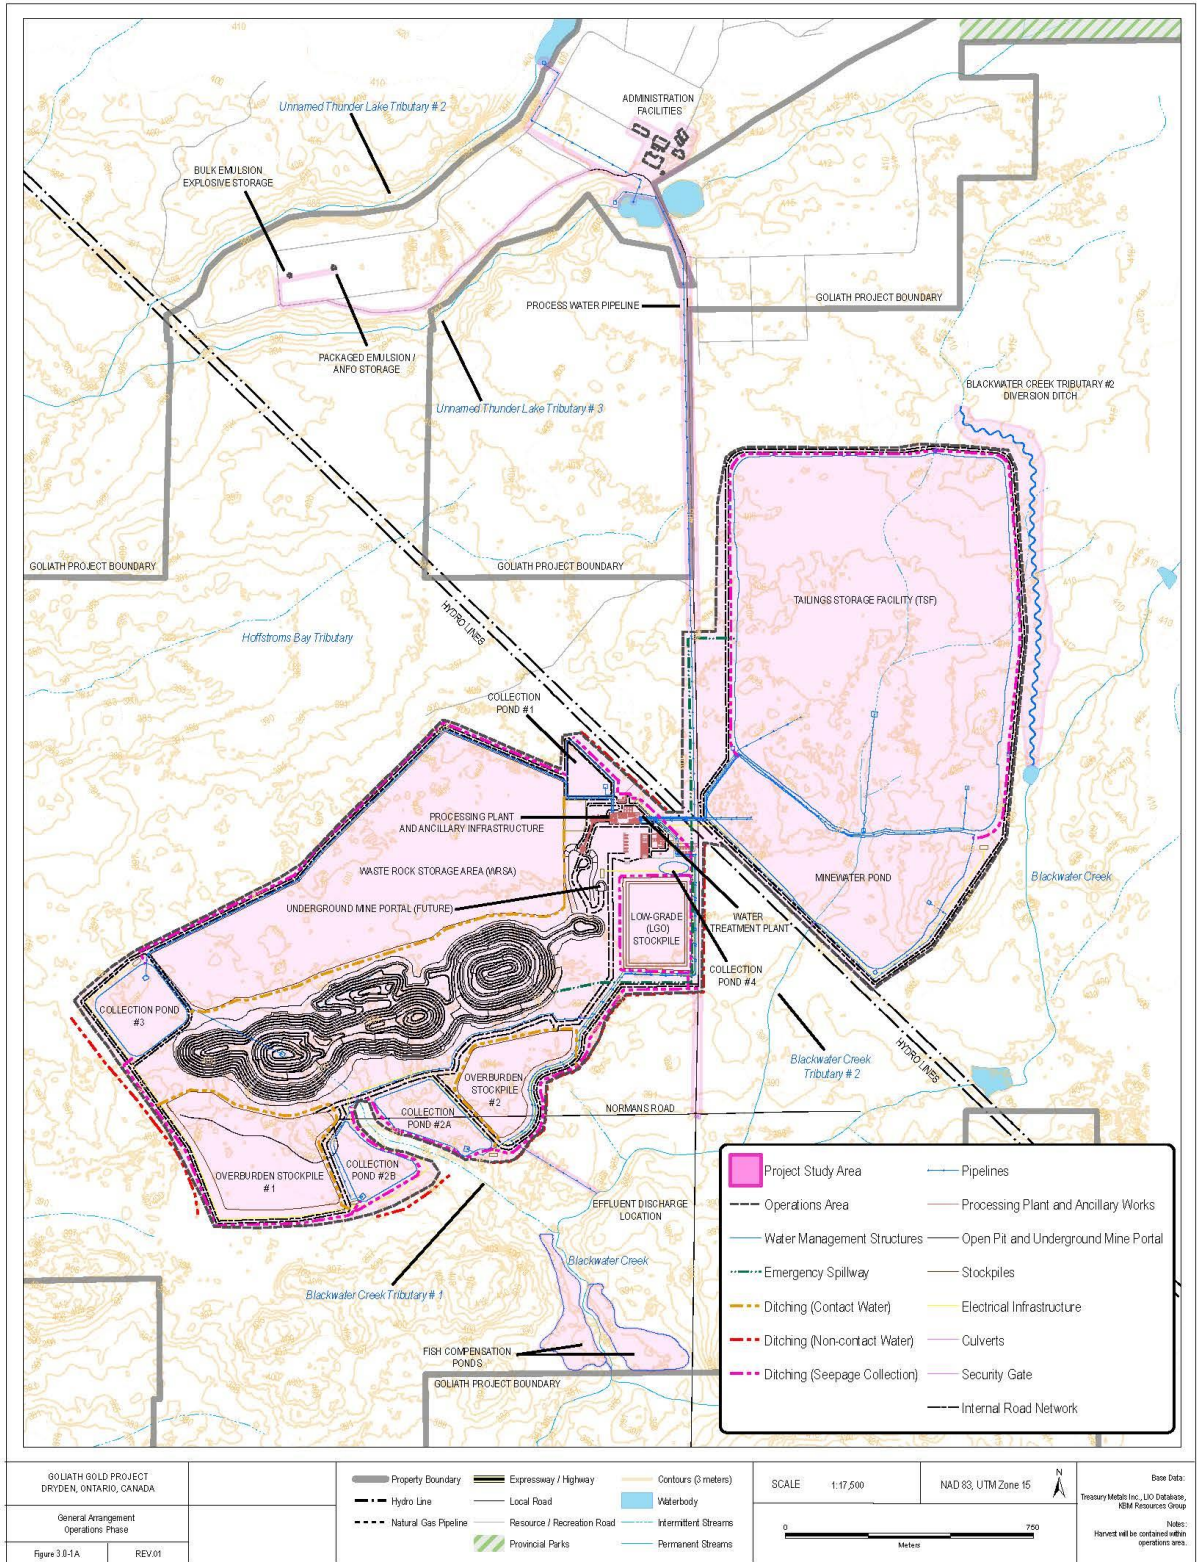 Unnamed Thunder Lake Tributary # 2
ADMINISTRATION
FACILITIES
BULK EMULSION
EXPLOSIVE STORAGE
PROCESS WATER PIPELINE
GOLIATH PROJECT BOUNDARY
PACKAGED EMULSION /
ANFO STORAGE
Unnamed Thunder Lake Tributary # 3
BLACKWATER CREEK TRIBUTARY #2
DIVERSION DITCH
GOLIATH PROJECT BOUNDARY
GOLIATH PROJECT BOUNDARY
HYDRO LINES
TAILINGS STORAGE FACILITY (TSF)
Hoffstroms Bay Tributary
COLLECTION
POND #1
PROCESSING PLANT
AND ANCILLARY INFRASTRUCTURE
WASTE ROCK STORAGE AREA (WRSA)
MINEWATER POND
Blackwater Creek
UNDERGROUND MINE PORTAL (FUTURE)
LOW-GRADE
(LGO)
STOCKPILE
WATER
TREATMENT PLANT
COLLECTION
POND #4
COLLECTION POND
#3
HYDRO LINES
Blackwater Creek
Tributary # 2
OVERBURDEN
STOCKPILE
#2
COLLECTION
POND #2A
NORMANS ROAD
OVERBURDEN STOCKPILE
#1
COLLECTION
POND #2B
EFFLUENT DISCHARGE
LOCATION
Blackwater Creek
Blackwater Creek Tributary # 1
FISH COMPENSATION
PONDS
GOLIATH PROJECT BOUNDARY
Project Study Area
Pipelines
Operations Area
Processing Plant and Ancillary Works
Water Management Structures
Open Pit and Underground Mine Portal
Emergency Spillway
Stockpiles
Ditching (Contact Water)
Electrical Infrastructure
Ditching (Non-contact Water)
Culverts
Ditching (Seepage Collection)
Security Gate
Internal Road Network
GOLIATH GOLD PROJECT
DRYDEN, ONTARIO, CANADA
General Arrangement
Operations Phase
Figure 3.0-1A
REV.01
Property Boundary
Expressway / Highway
Contours (3 meters)
Hydro Line
Local Road
Waterbody
Natural Gas Pipeline
Resource / Recreation Road
Intermittent Streams
Provincial Parks
Permanent Streams
SCALE 1:17,500
NAD 83, UTM Zone 15
N
0 750
Meters
Base Data:
Treasury Metals Inc., LIO Database,
KBM Resources Group
Notes:
Harvest will be contained within
operations area.